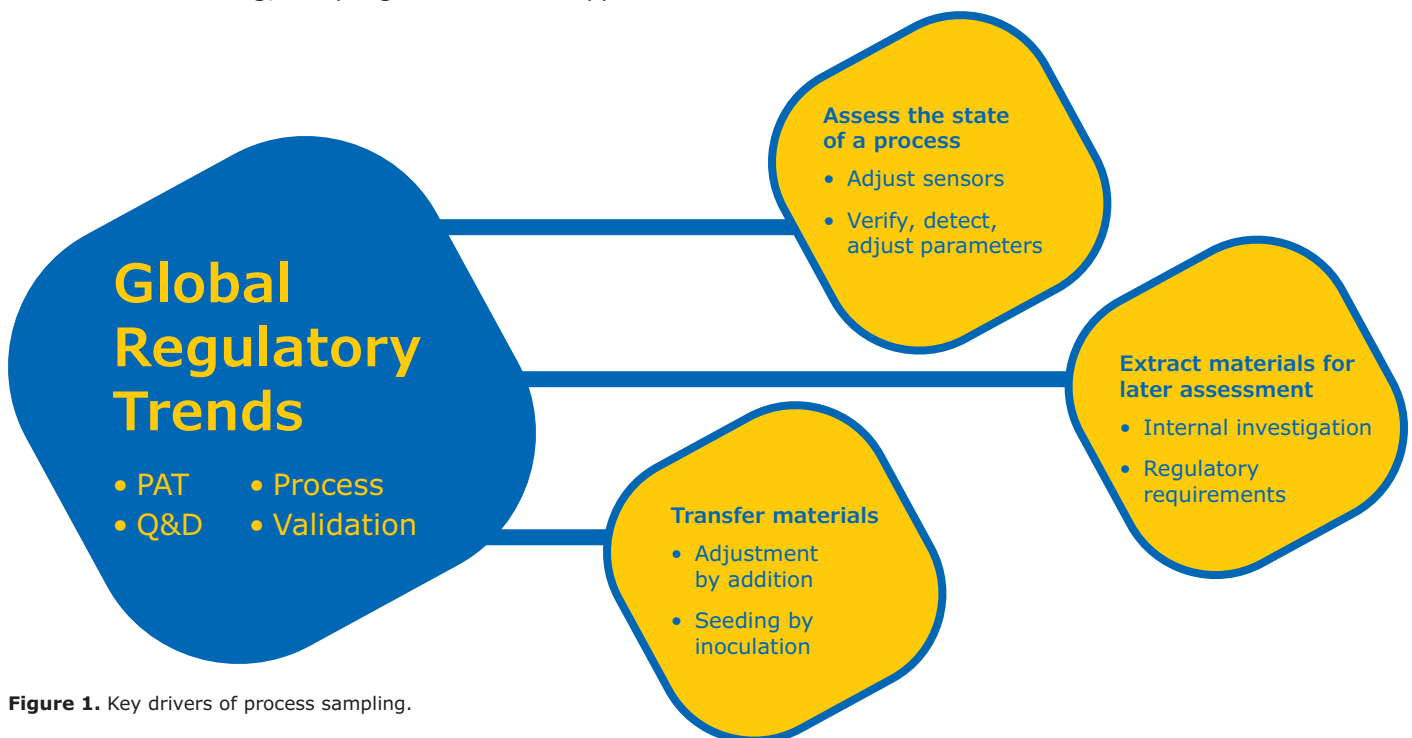 Global
Regulatory
Trends
• PAT
• Q&D
• Process
• Validation
Assess the state
of a process
• Adjust sensors
• Verify, detect,
adjust parameters
Extract materials for
later assessment
• Internal investigation
• Regulatory
requirements
Transfer materials
• Adjustment
by addition
• Seeding by
inoculation
Figure 1. Key drivers of process sampling.